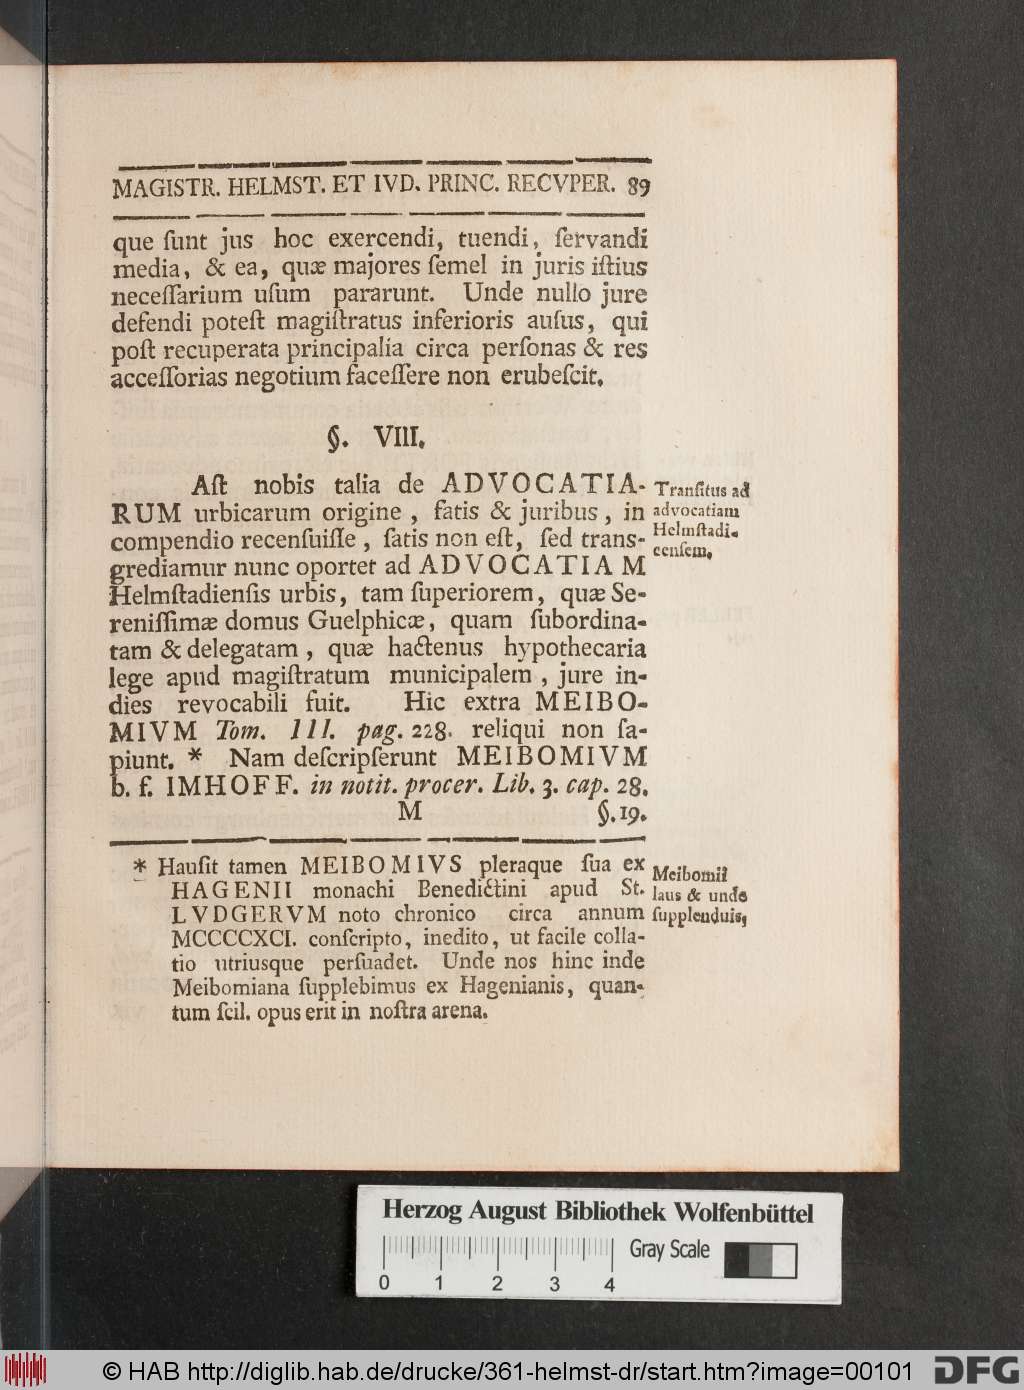 MAGISTR. HELMST. ET IVD. PRINC. RECVPER. 89
que ſunt jus hoc exercendi, tuendi, ſervandi
media, & ea, quæ majores ſemel in juris iſtius
neceſſarium uſum pararunt. Unde nullo jure
defendi poteſt magiſtratus inferioris auſus, qui
poſt recuperata principalia circa perſonas & res
acceſſorias negotium faceſſere non erubeſcit.
§. VIII.
Aſt nobis talia de ADVOCATIA-
RUM urbicarum origine, fatis & juribus, in
compendio recenſuiſſe, ſatis non eſt, ſed trans-
grediamur nunc oportet ad ADVOCATIAM
Helmſtadienſis urbis, tam ſuperiorem, quæ Se-
reniſſimæ domus Guelphicæ, quam ſubordina-
tam & delegatam, quæ hactenus hypothecaria
lege apud magiſtratum municipalem, jure in-
dies revocabili fuit. Hic extra MEIBO-
MIVM Tom. III. pag. 228. reliqui non ſa-
piunt. * Nam deſcripſerunt MEIBOMIVM
b. ſ. IMHOFF. in notit. procer. Lib. 3. cap. 28.
M §. 19.
Tranſitus ad
advocatiam
Helmſtadi-
cenſem.
* Hauſit tamen MEIBOMIVS pleraque ſua ex
HAGENII monachi Benedictini apud St.
LVDGERVM noto chronico circa annum
MCCCCXCI. conſcripto, inedito, ut facile colla-
tio utriusque perſuadet. Unde nos hinc inde
Meibomiana ſupplebimus ex Hagenianis, quan-
tum ſcil. opus erit in noſtra arena.
Meibomii
laus & unde
ſupplenduis,
Herzog August Bibliothek Wolfenbüttel
Gray Scale
0 1 2 3 4
© HAB http://diglib.hab.de/drucke/361-helmst-dr/start.htm?image=00101
DFG